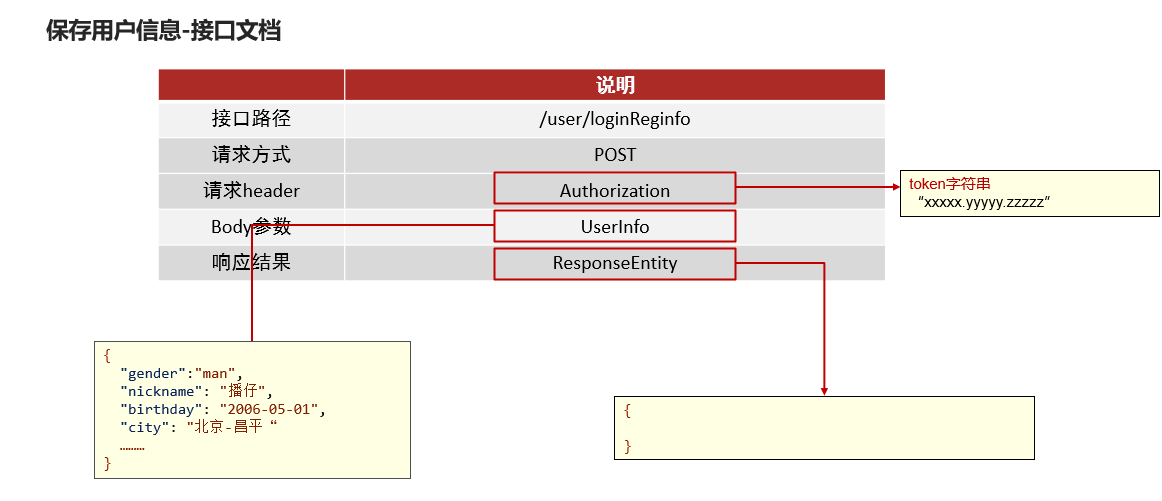 保存用户信息-接口文档
说明
接口路径 /user/loginReginfo
请求方式 POST
请求header Authorization
Body参数 UserInfo
响应结果 ResponseEntity
token字符串
“xxxxx.yyyyy.zzzzz”
{
"gender":"man",
"nickname": "播仔",
"birthday": "2006-05-01",
"city": "北京-昌平 “
………
}
{
}